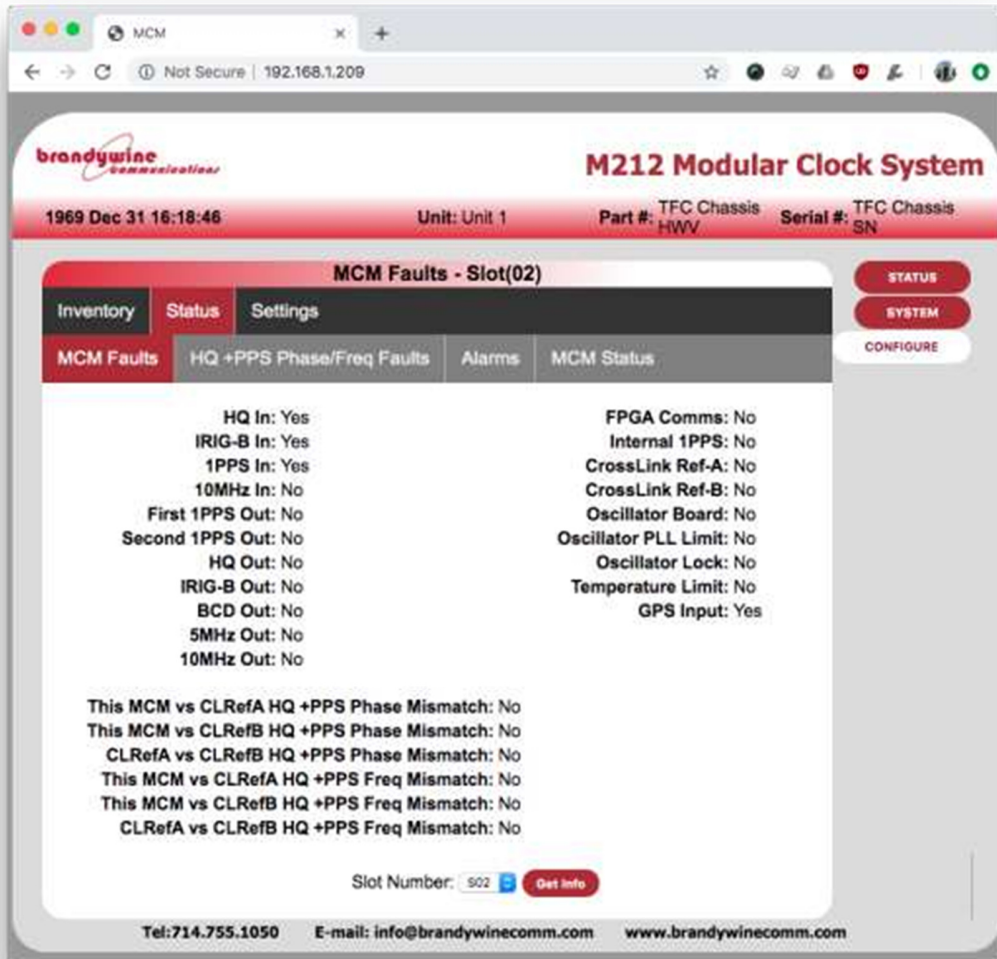 MCM
Not Secure | 192.168.1.209
brandywine
communications
M212 Modular Clock System
1969 Dec 31 16:18:46
Unit: Unit 1
Part #: TFC Chassis HWV
Serial #: TFC Chassis SN
MCM Faults - Slot(02)
STATUS
SYSTEM
CONFIGURE
Inventory Status Settings
MCM Faults HQ +PPS Phase/Freq Faults Alarms MCM Status
HQ In: Yes
IRIG-B In: Yes
1PPS In: Yes
10MHz In: No
First 1PPS Out: No
Second 1PPS Out: No
HQ Out: No
IRIG-B Out: No
BCD Out: No
5MHz Out: No
10MHz Out: No
FPGA Comms: No
Internal 1PPS: No
CrossLink Ref-A: No
CrossLink Ref-B: No
Oscillator Board: No
Oscillator PLL Limit: No
Oscillator Lock: No
Temperature Limit: No
GPS Input: Yes
This MCM vs CLRefA HQ +PPS Phase Mismatch: No
This MCM vs CLRefB HQ +PPS Phase Mismatch: No
CLRefA vs CLRefB HQ +PPS Phase Mismatch: No
This MCM vs CLRefA HQ +PPS Freq Mismatch: No
This MCM vs CLRefB HQ +PPS Freq Mismatch: No
CLRefA vs CLRefB HQ +PPS Freq Mismatch: No
Slot Number: S02 Get Info
Tel:714.755.1050 E-mail: info@brandywinecomm.com www.brandywinecomm.com